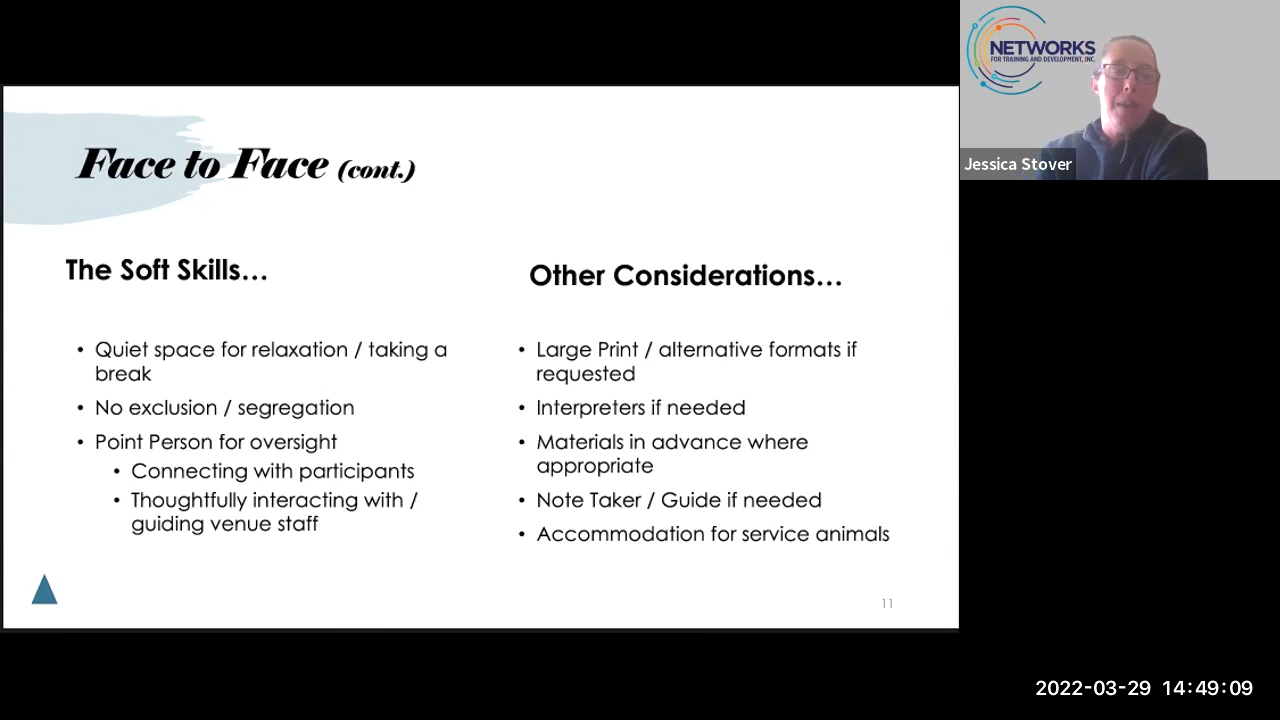 NETWORKS
FOR TRAINING AND DEVELOPMENT, INC.
Jessica Stover
Face to Face (cont.)
The Soft Skills...
• Quiet space for relaxation / taking a
break
• No exclusion / segregation
• Point Person for oversight
• Connecting with participants
• Thoughtfully interacting with /
guiding venue staff
Other Considerations...
• Large Print / alternative formats if
requested
• Interpreters if needed
• Materials in advance where
appropriate
• Note Taker / Guide if needed
• Accommodation for service animals
11
2022-03-29 14:49:09